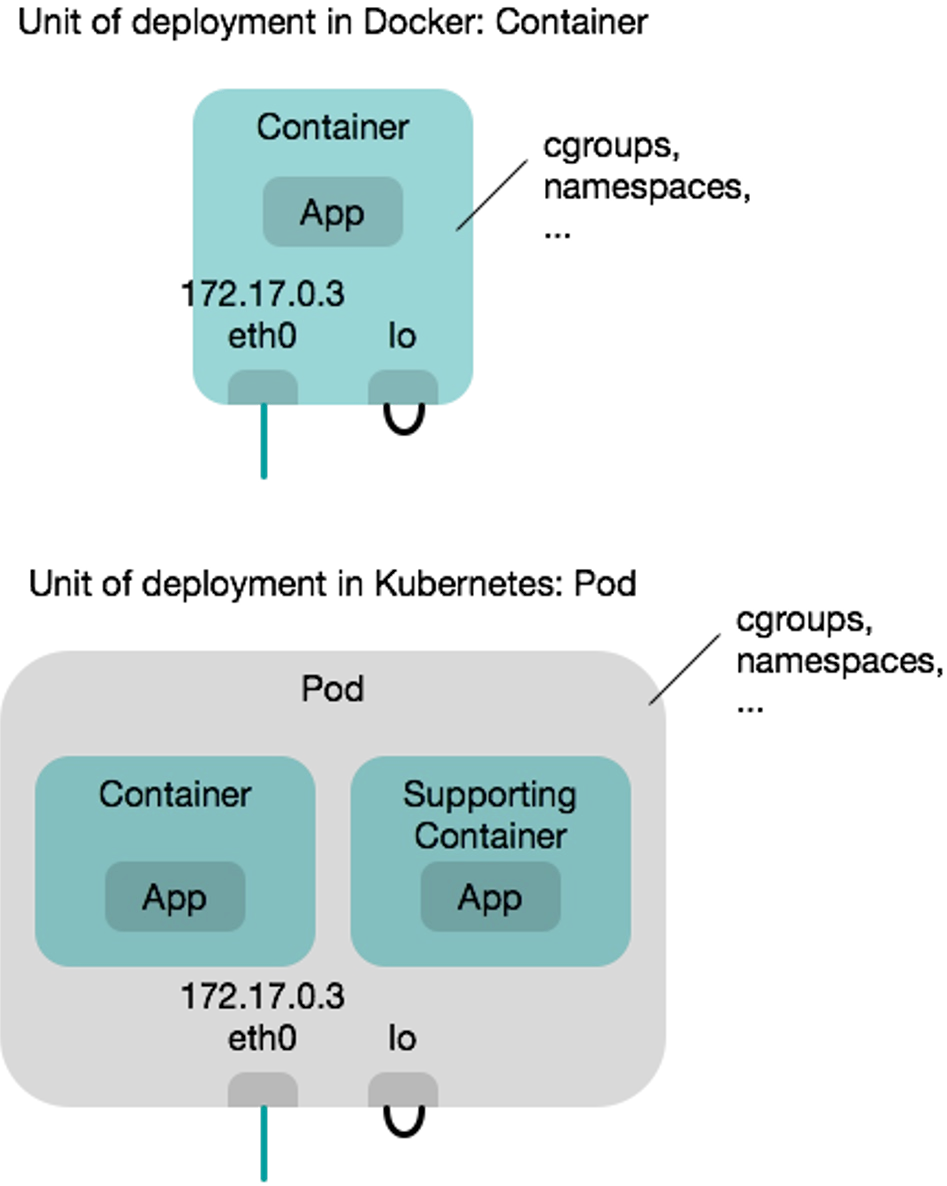 Unit of deployment in Docker: Container
Container
cgroups,
namespaces,
...
App
172.17.0.3
eth0
lo
Unit of deployment in Kubernetes: Pod
cgroups,
namespaces,
...
Pod
Container
App
Supporting
Container
App
172.17.0.3
eth0
lo